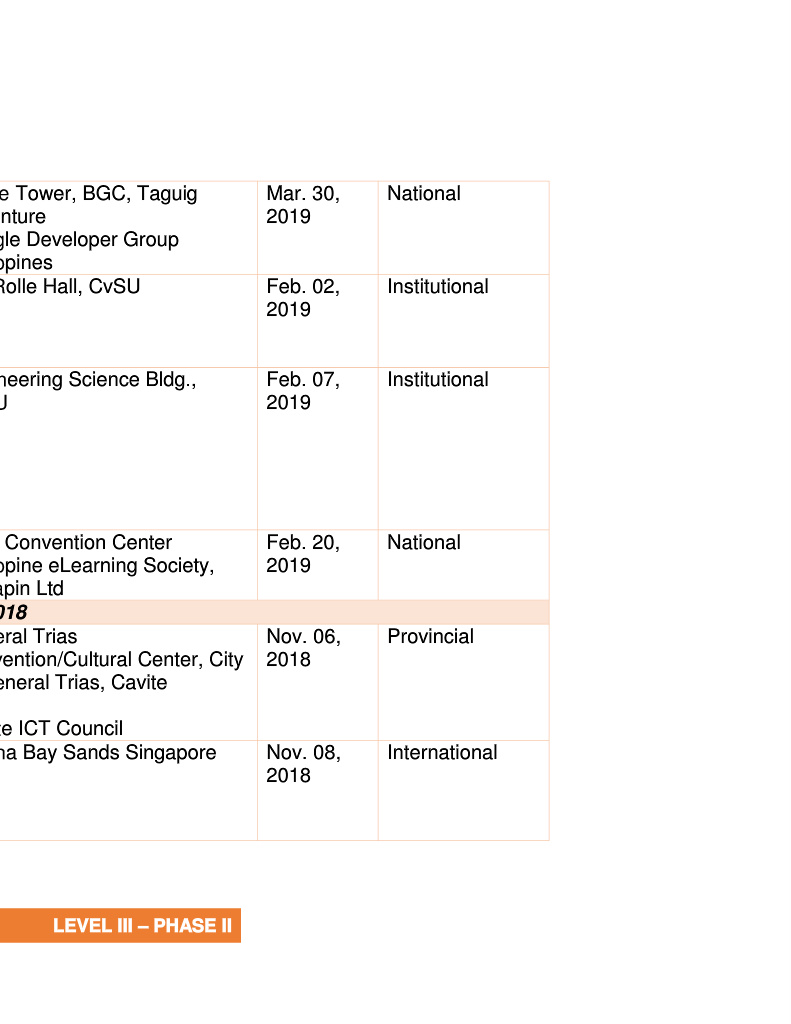 e Tower, BGC, Taguig
nture
gle Developer Group
opines
Mar. 30,
2019
National
Rolle Hall, CvSU
Feb. 02,
2019
Institutional
neering Science Bldg.,
U
Feb. 07,
2019
Institutional
Convention Center
opine eLearning Society,
apin Ltd
Feb. 20,
2019
National
018
eral Trias
vention/Cultural Center, City
eneral Trias, Cavite
te ICT Council
Nov. 06,
2018
Provincial
na Bay Sands Singapore
Nov. 08,
2018
International
LEVEL III – PHASE II